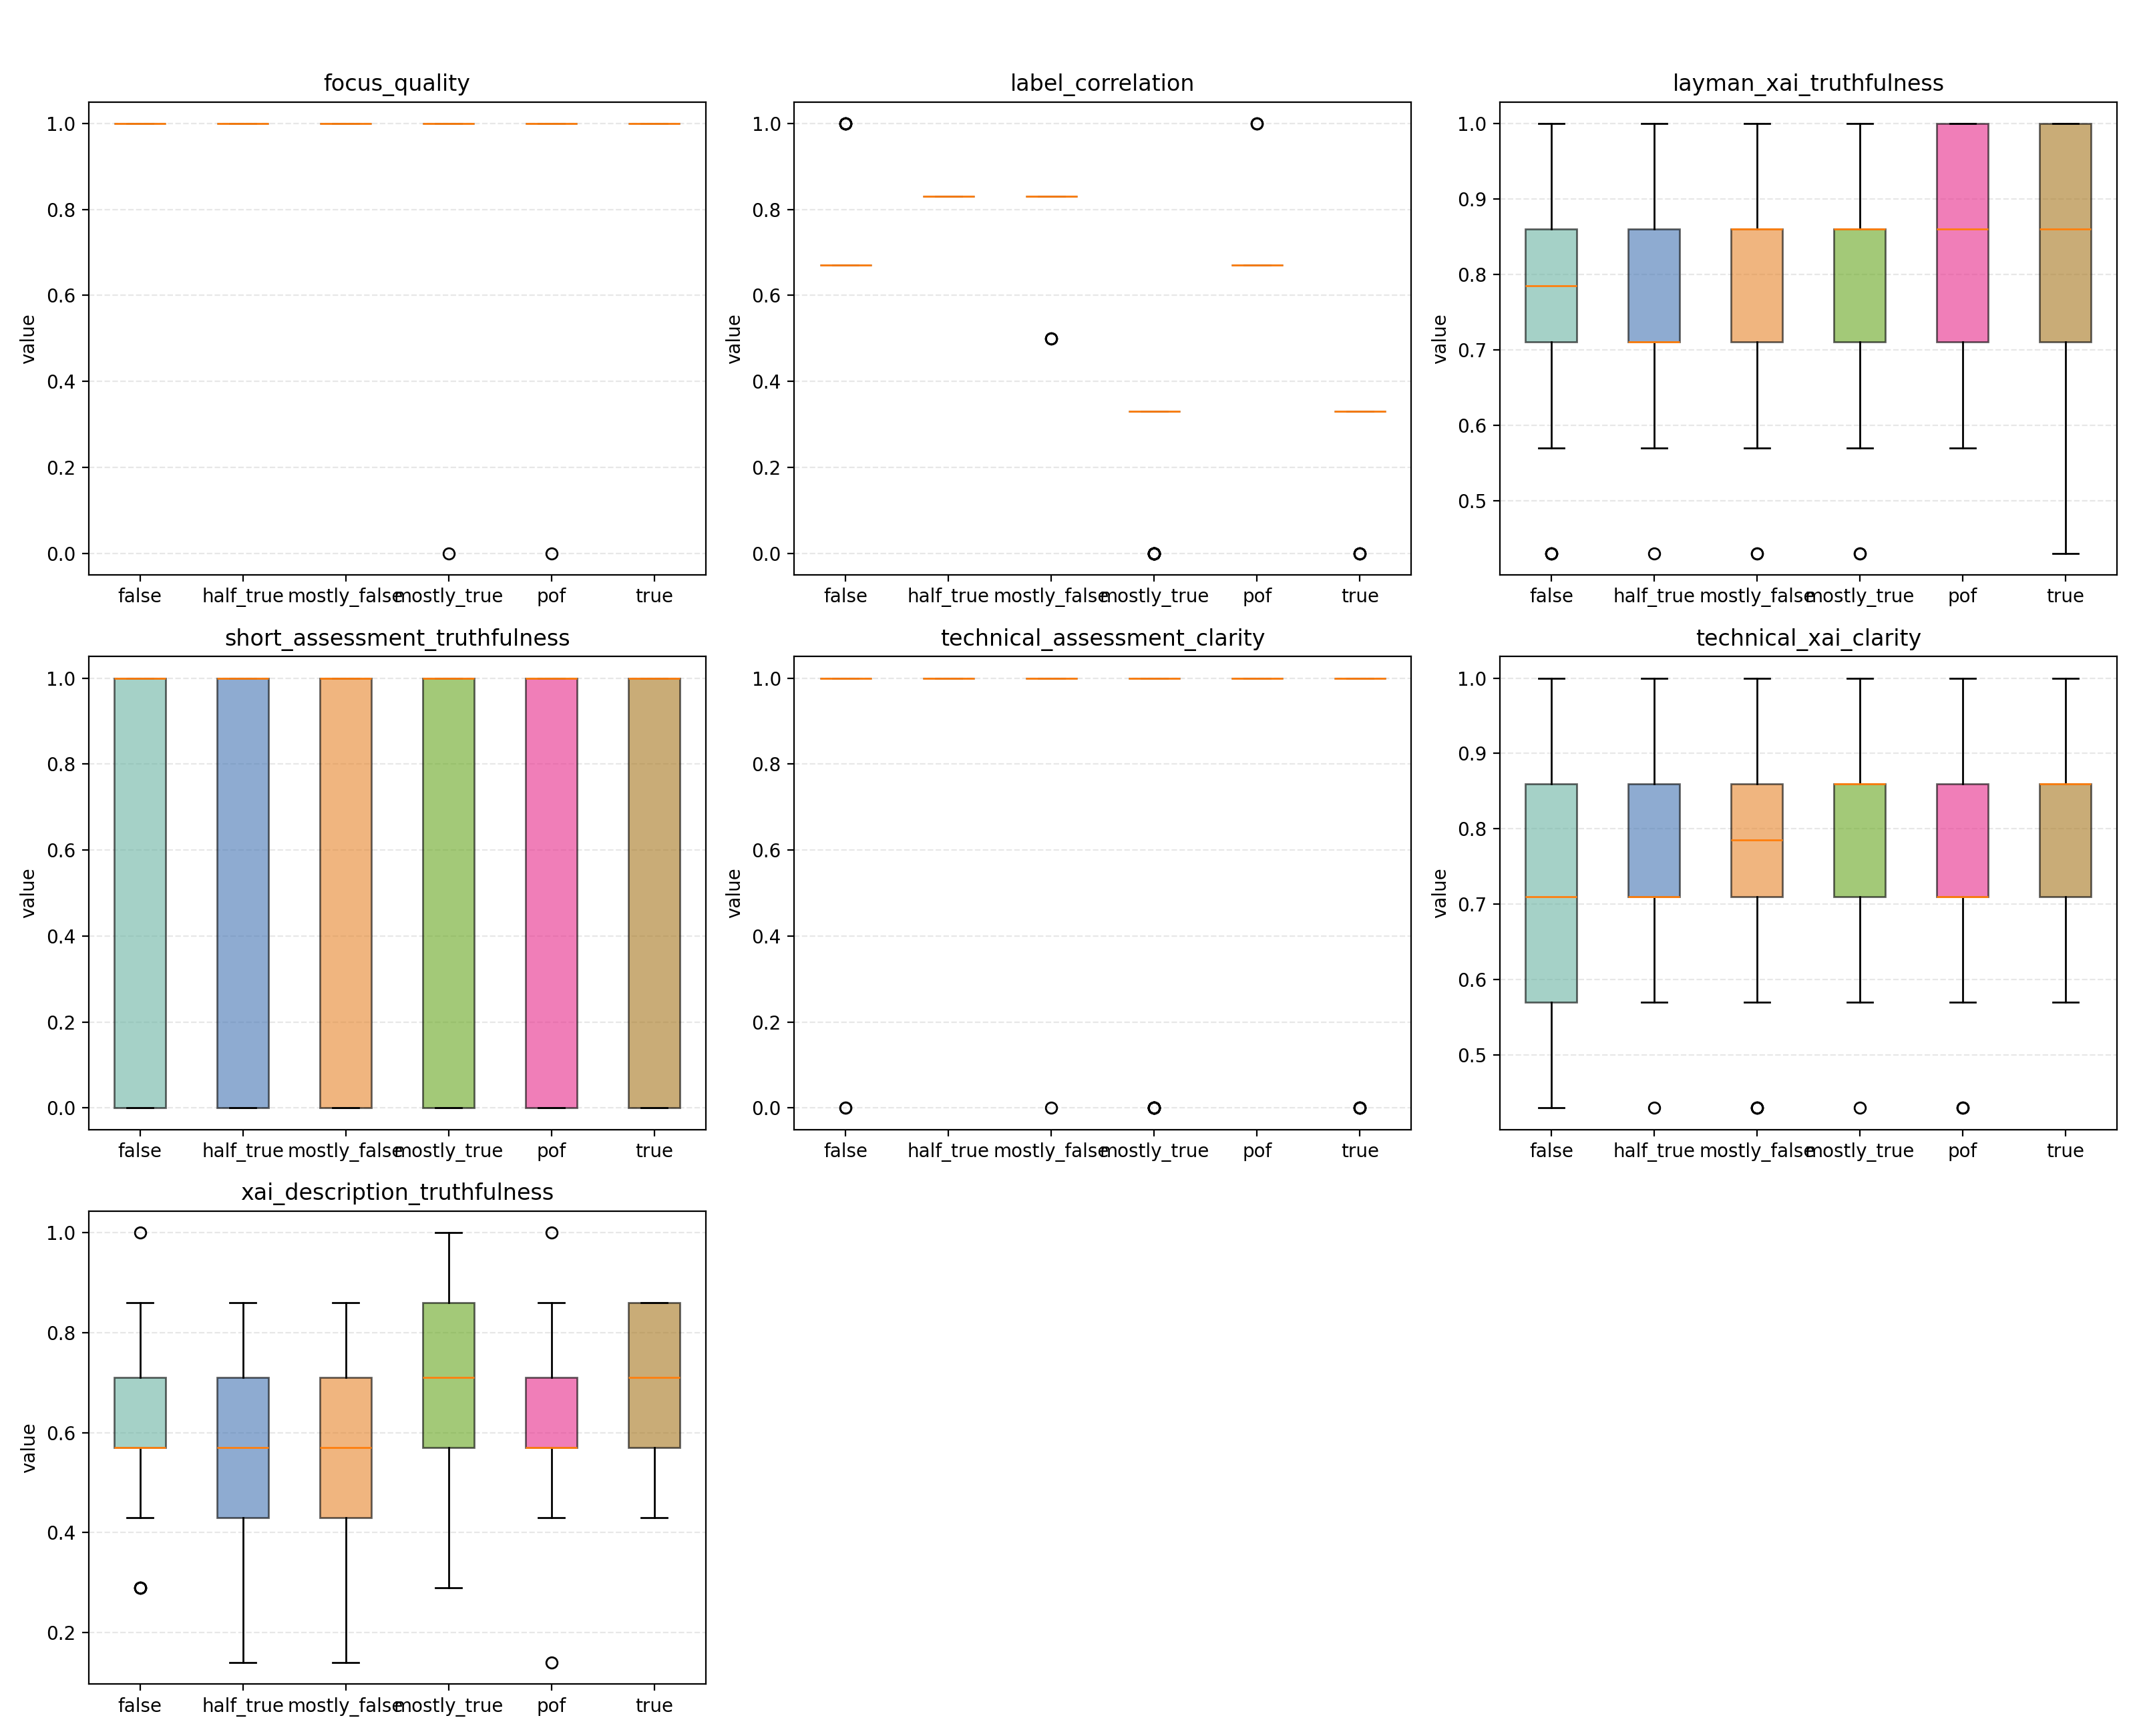 focus_quality
label_correlation
layman_xai_truthfulness
value
1.0
0.8
0.6
0.4
0.2
0.0
false half_true mostly_false mostly_true pof true
value
1.0
0.8
0.6
0.4
0.2
0.0
false half_true mostly_false mostly_true pof true
value
1.0
0.9
0.8
0.7
0.6
0.5
false half_true mostly_false mostly_true pof true
short_assessment_truthfulness
technical_assessment_clarity
technical_xai_clarity
value
1.0
0.8
0.6
0.4
0.2
0.0
false half_true mostly_false mostly_true pof true
value
1.0
0.8
0.6
0.4
0.2
0.0
false half_true mostly_false mostly_true pof true
value
1.0
0.9
0.8
0.7
0.6
0.5
false half_true mostly_false mostly_true pof true
xai_description_truthfulness
value
1.0
0.8
0.6
0.4
0.2
false half_true mostly_false mostly_true pof true